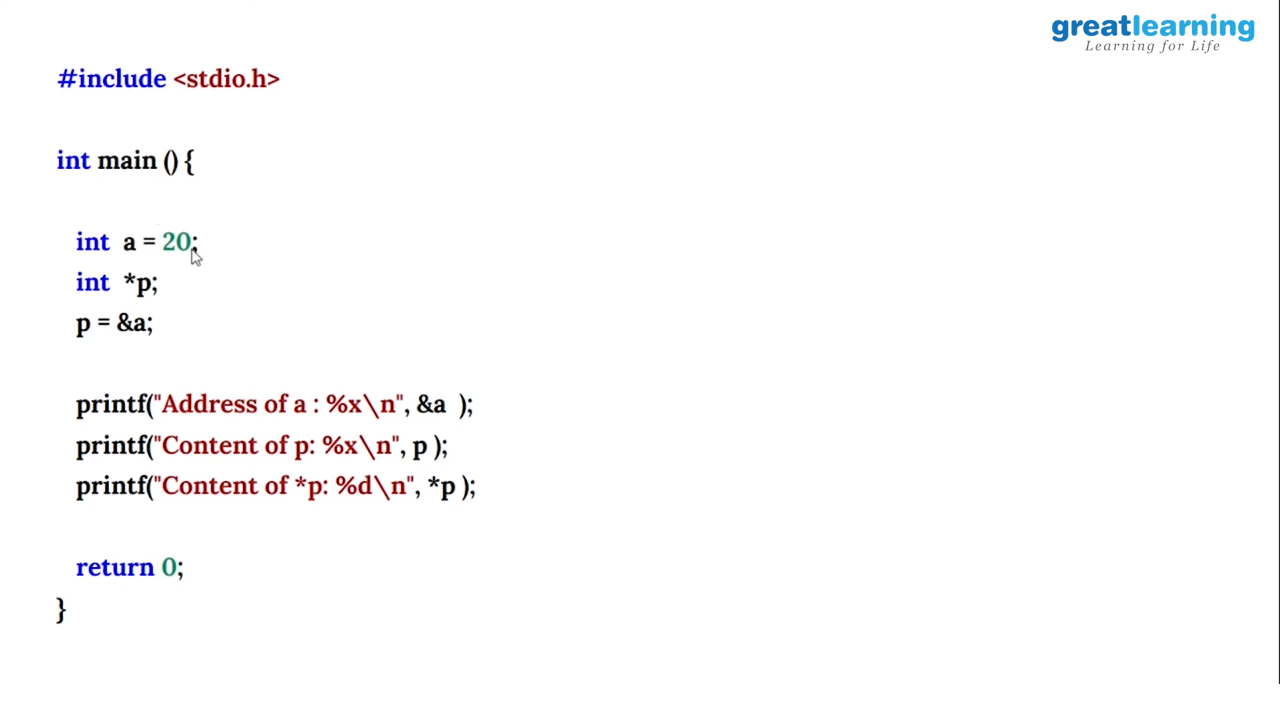 greatlearning
Learning for Life
#include <stdio.h>
int main () {
int  a = 20;
int  *p;
p = &a;
printf("Address of a : %x\n", &a  );
printf("Content of p: %x\n", p );
printf("Content of *p: %d\n", *p );
return 0;
}